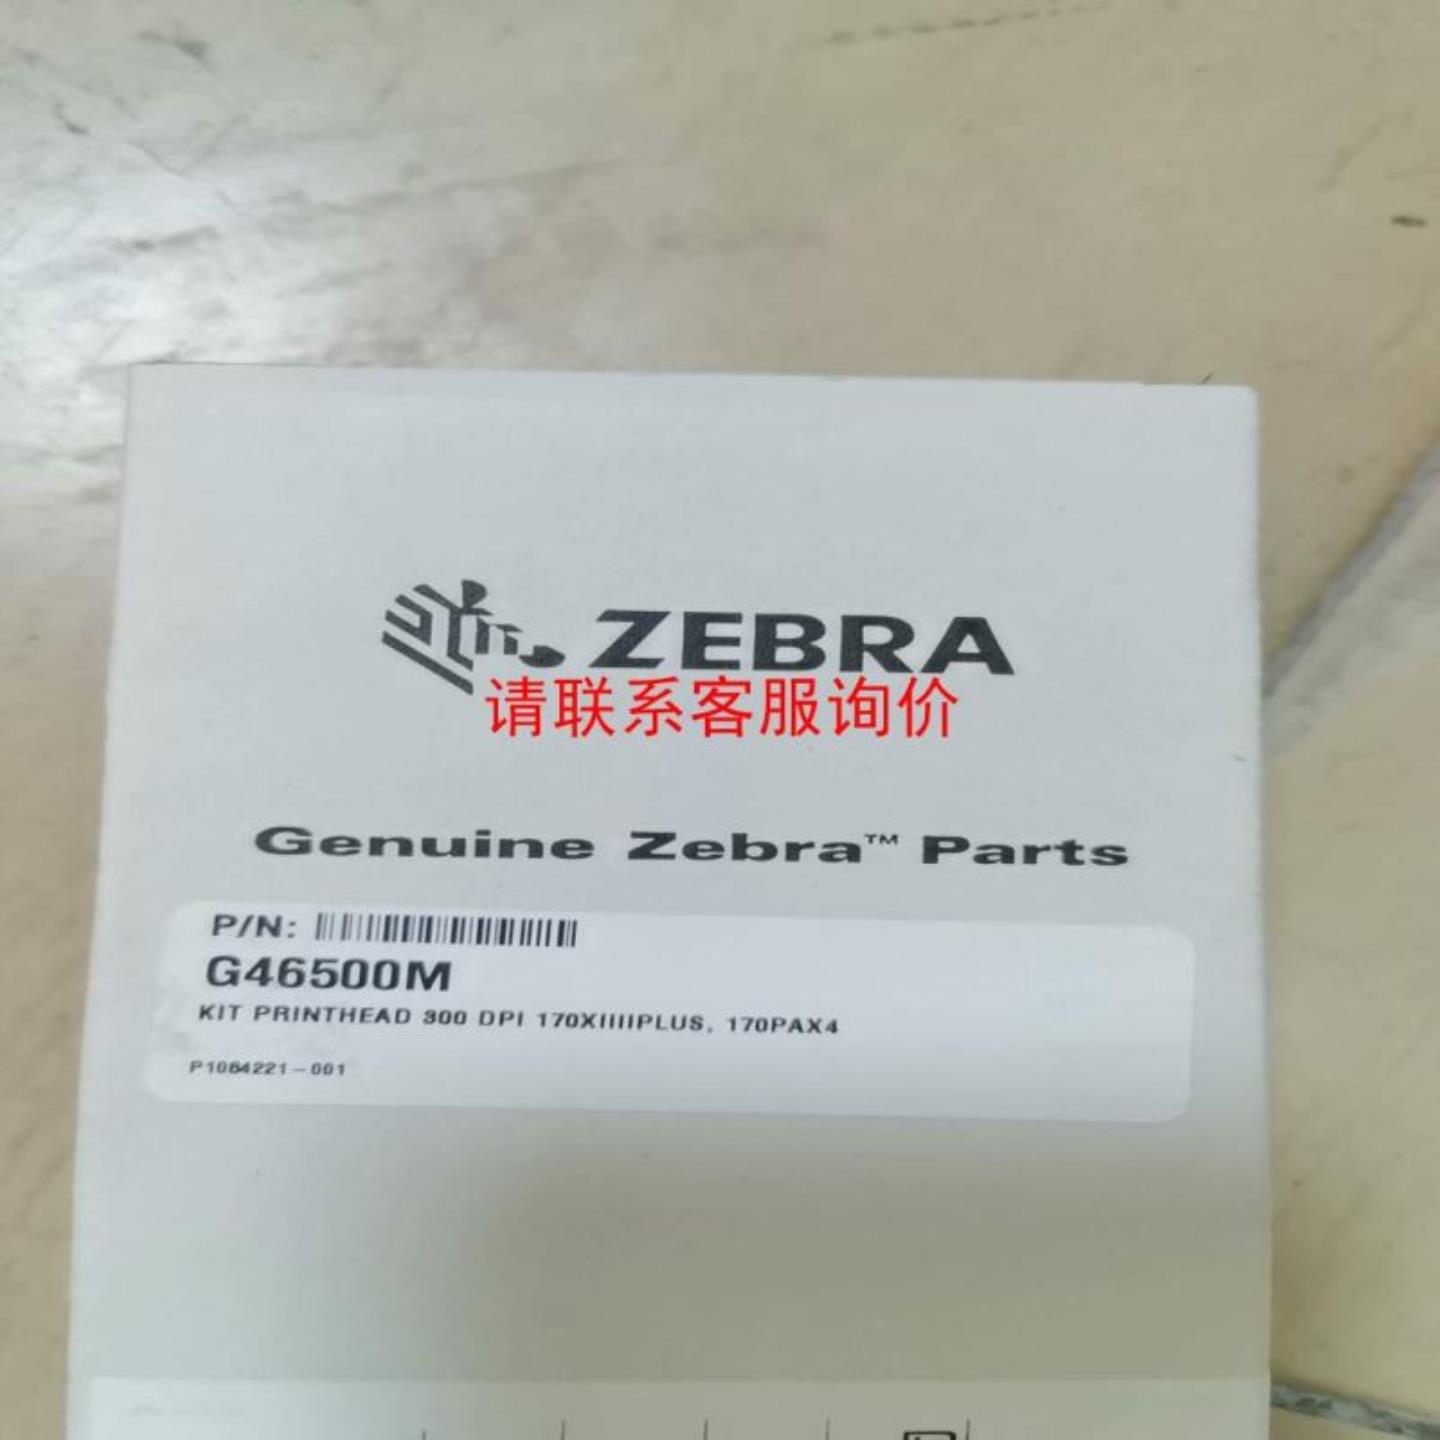 ZEBRA
请联系客服询价
Genuine Zebra™ Parts
P/N:
G46500M
KIT PRINTHEAD 300 DPI 170XIIIIPLUS, 170PAX4
P1084221-001